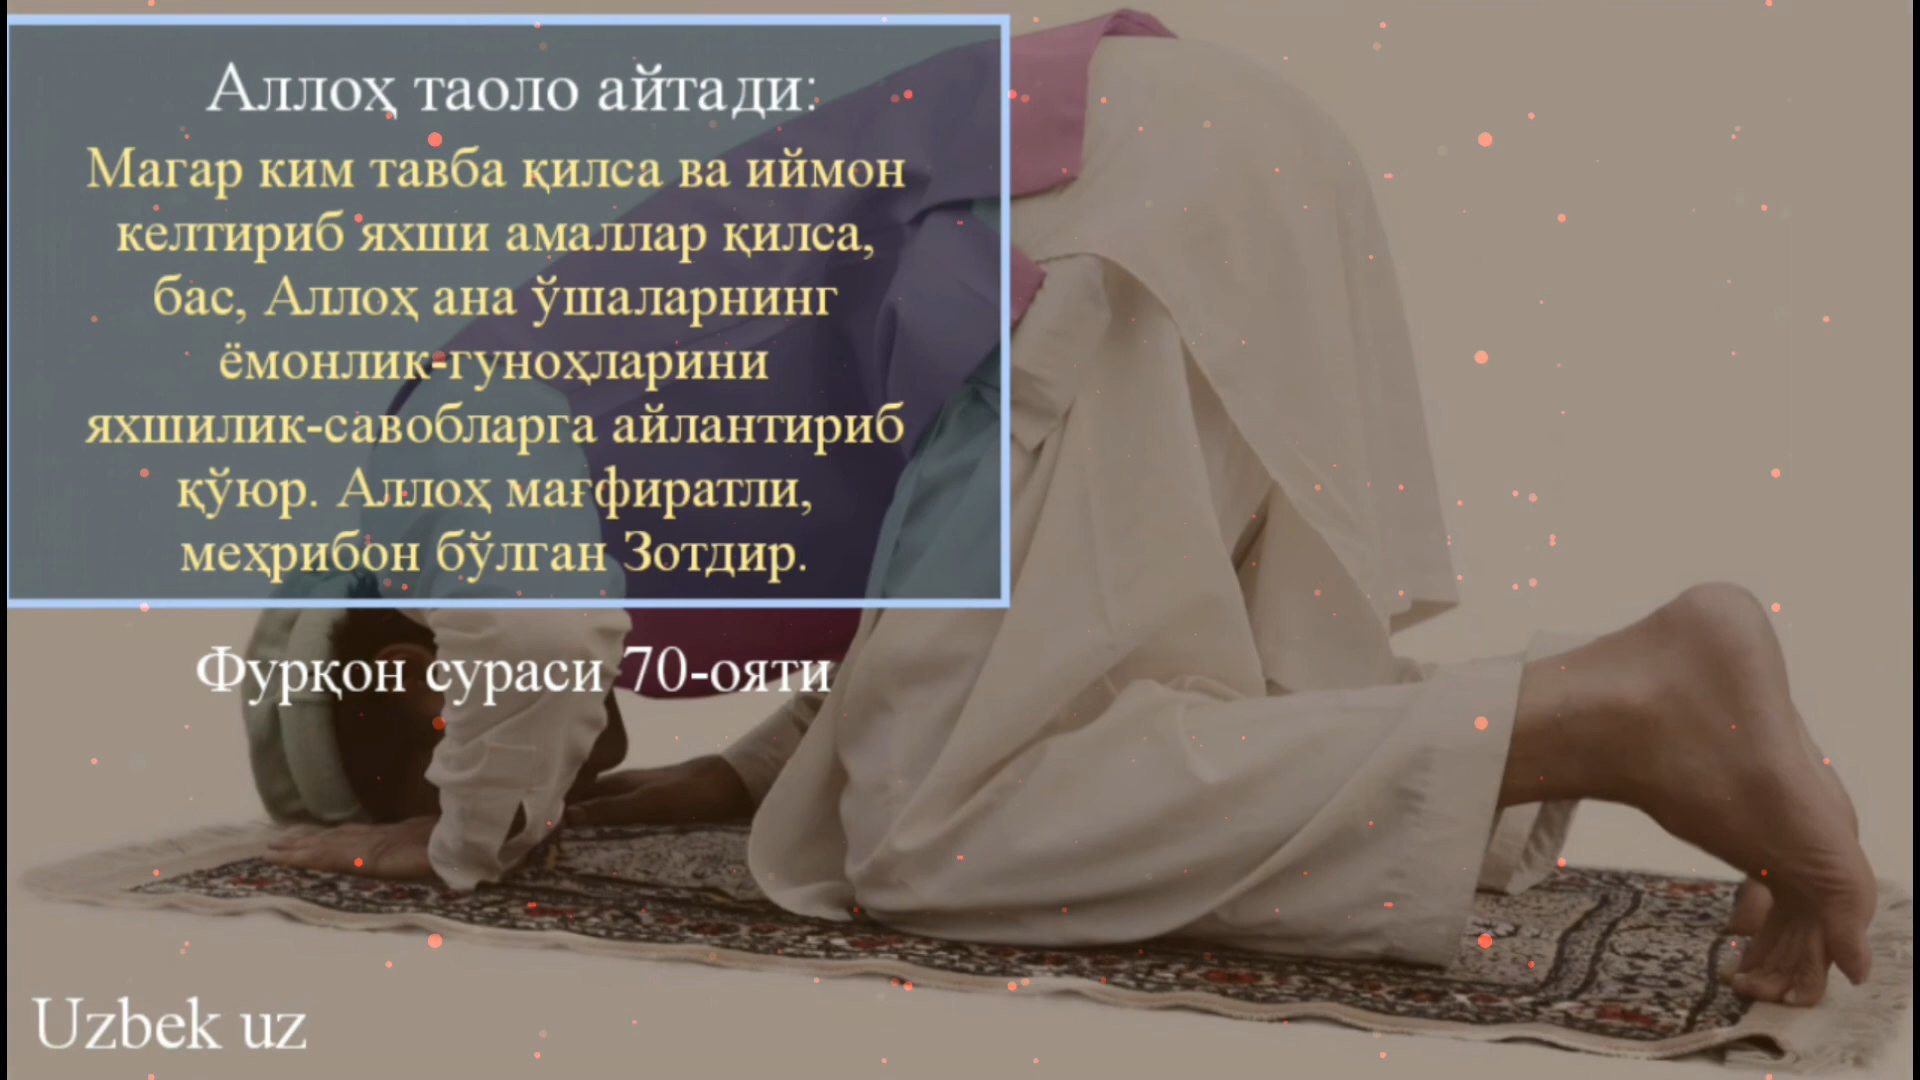 Аллоҳ таоло айтади:
Магар ким тавба қилса ва иймон
келтириб яхши амаллар қилса,
бас, Аллоҳ ана ўшаларнинг
ёмонлик-гуноҳларини
яхшилик-савобларга айлантириб
қўюр. Аллоҳ мағфиратли,
меҳрибон бўлган Зотдир.
Фурқон сураси 70-ояти
Uzbek uz